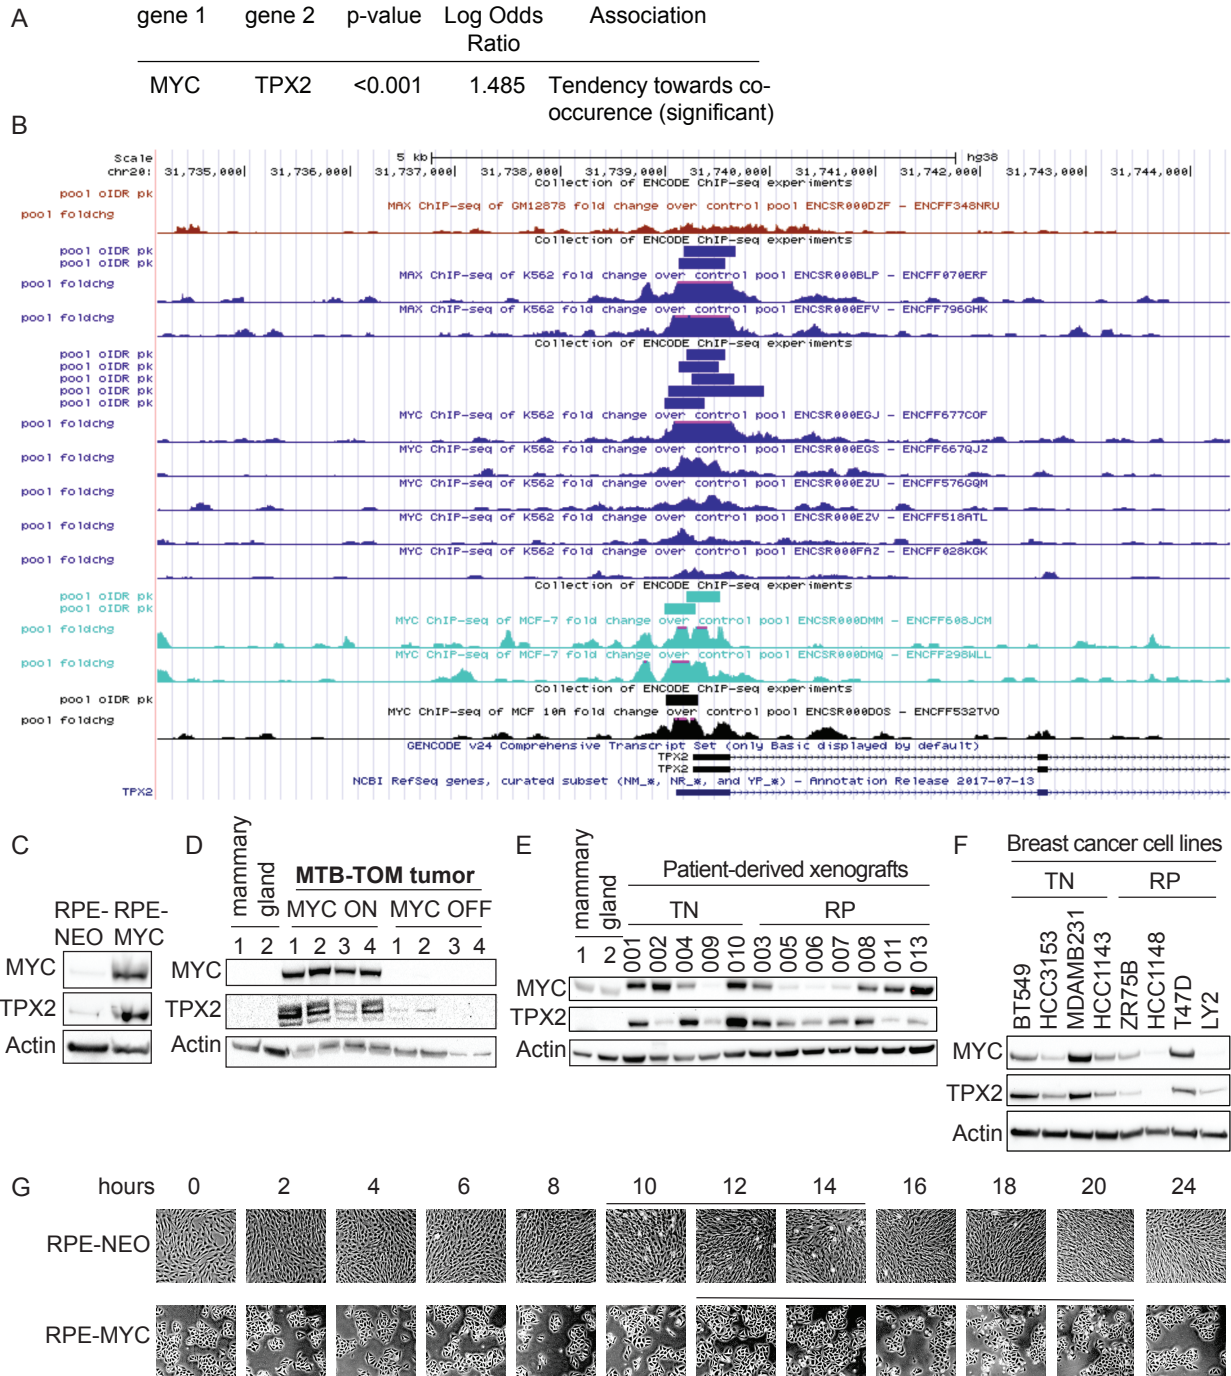 A
gene 1 gene 2 p-value Log Odds Ratio Association
MYC TPX2 <0.001 1.485 Tendency towards co-
occurence (significant)
B
Scale 5 kb hg38
chr20: 31,735,000 31,736,000 31,737,000 31,738,000 31,739,000 31,740,000 31,741,000 31,742,000 31,743,000 31,744,000
Collection of ENCODE ChIP-seq experiments
pool oIDR pk
MAX ChIP-seq of GM12878 fold change over control pool ENCSR000DZF - ENCFF348NRU
pool foldchg
Collection of ENCODE ChIP-seq experiments
pool oIDR pk
pool oIDR pk
MAX ChIP-seq of K562 fold change over control pool ENCSR000BLP - ENCFF070ERF
pool foldchg
MAX ChIP-seq of K562 fold change over control pool ENCSR000EFV - ENCFF796GHK
pool foldchg
Collection of ENCODE ChIP-seq experiments
pool oIDR pk
pool oIDR pk
pool oIDR pk
pool oIDR pk
pool oIDR pk
MYC ChIP-seq of K562 fold change over control pool ENCSR000EGJ - ENCFF677COF
pool foldchg
MYC ChIP-seq of K562 fold change over control pool ENCSR000EGS - ENCFF667QJZ
pool foldchg
MYC ChIP-seq of K562 fold change over control pool ENCSR000EZU - ENCFF576GQM
pool foldchg
MYC ChIP-seq of K562 fold change over control pool ENCSR000EZV - ENCFF518ATL
pool foldchg
MYC ChIP-seq of K562 fold change over control pool ENCSR000FAZ - ENCFF028KGK
pool foldchg
Collection of ENCODE ChIP-seq experiments
pool oIDR pk
pool oIDR pk
MYC ChIP-seq of MCF-7 fold change over control pool ENCSR000DMM - ENCFF608JCM
pool foldchg
MYC ChIP-seq of MCF-7 fold change over control pool ENCSR000DMQ - ENCFF298WLL
pool foldchg
Collection of ENCODE ChIP-seq experiments
pool oIDR pk
MYC ChIP-seq of MCF 10A fold change over control pool ENCSR000DOS - ENCFF532TVO
pool foldchg
GENCODE v24 Comprehensive Transcript Set (only Basic displayed by default)
TPX2
TPX2
NCBI RefSeq genes, curated subset (NM_*, NR_*, and YP_*) - Annotation Release 2017-07-13
TPX2
C
RPE-NEO RPE-MYC
MYC
TPX2
Actin
D
mammary gland MTB-TOM tumor
MYC ON MYC OFF
1 2 1 2 3 4 1 2 3 4
MYC
TPX2
Actin
E
mammary gland Patient-derived xenografts
TN RP
1 2 001 002 004 009 010 003 005 006 007 008 011 013
MYC
TPX2
Actin
F
Breast cancer cell lines
TN RP
BT549 HCC3153 MDAMB231 HCC1143 ZR75B HCC1148 T47D LY2
MYC
TPX2
Actin
G
hours 0 2 4 6 8 10 12 14 16 18 20 24
RPE-NEO
RPE-MYC